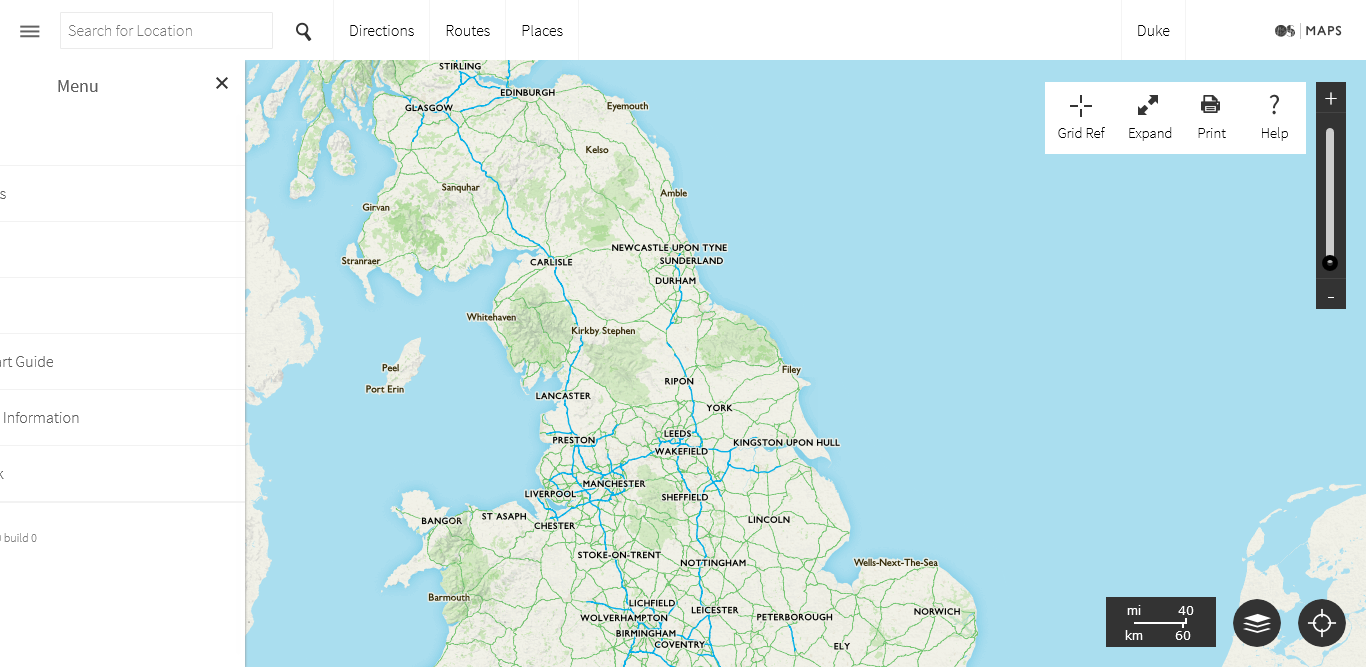 Search for Location
Directions
Routes
Places
Duke
OS MAPS
Menu
s
rt Guide
Information
k
build 0
Grid Ref
Expand
Print
Help
+
-
STIRLING
EDINBURGH
GLASGOW
Eyemouth
Kelso
Sanquhar
Amble
Girvan
NEWCASTLE UPON TYNE
Stranraer
CARLISLE
SUNDERLAND
DURHAM
Whitehaven
Kirkby Stephen
Peel
Filey
Port Erin
RIPON
LANCASTER
YORK
PRESTON
LEEDS
KINGSTON UPON HULL
WAKEFIELD
MANCHESTER
LIVERPOOL
SHEFFIELD
BANGOR
ST ASAPH
CHESTER
LINCOLN
STOKE-ON-TRENT
NOTTINGHAM
Wells-Next-The-Sea
Barmouth
LICHFIELD
LEICESTER
PETERBOROUGH
NORWICH
WOLVERHAMPTON
BIRMINGHAM
COVENTRY
ELY
mi 40
km 60